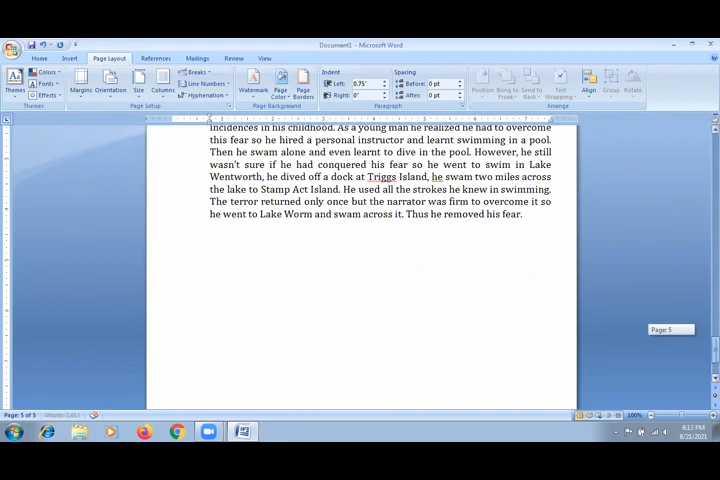 Document1 - Microsoft Word
Home Insert Page Layout References Mailings Review View
Themes Colors Fonts Effects Margins Orientation Size Columns Breaks Line Numbers Hyphenation Watermark Page Color Page Borders Indent Left: 0.75" Right: 0" Spacing Before: 0 pt After: 0 pt Position Bring to Front Send to Back Text Wrapping Align Group Rotate
Themes Page Setup Page Background Paragraph Arrange
1 2 3 4 5 6 7
incidences in his childhood. As a young man he realized he had to overcome
this fear so he hired a personal instructor and learnt swimming in a pool.
Then he swam alone and even learnt to dive in the pool. However, he still
wasn't sure if he had conquered his fear so he went to swim in Lake
Wentworth, he dived off a dock at Triggs Island, he swam two miles across
the lake to Stamp Act Island. He used all the strokes he knew in swimming.
The terror returned only once but the narrator was firm to overcome it so
he went to Lake Worm and swam across it. Thus he removed his fear.
Page: 5
Page: 5 of 5 100%
8:13 PM
8/21/2021